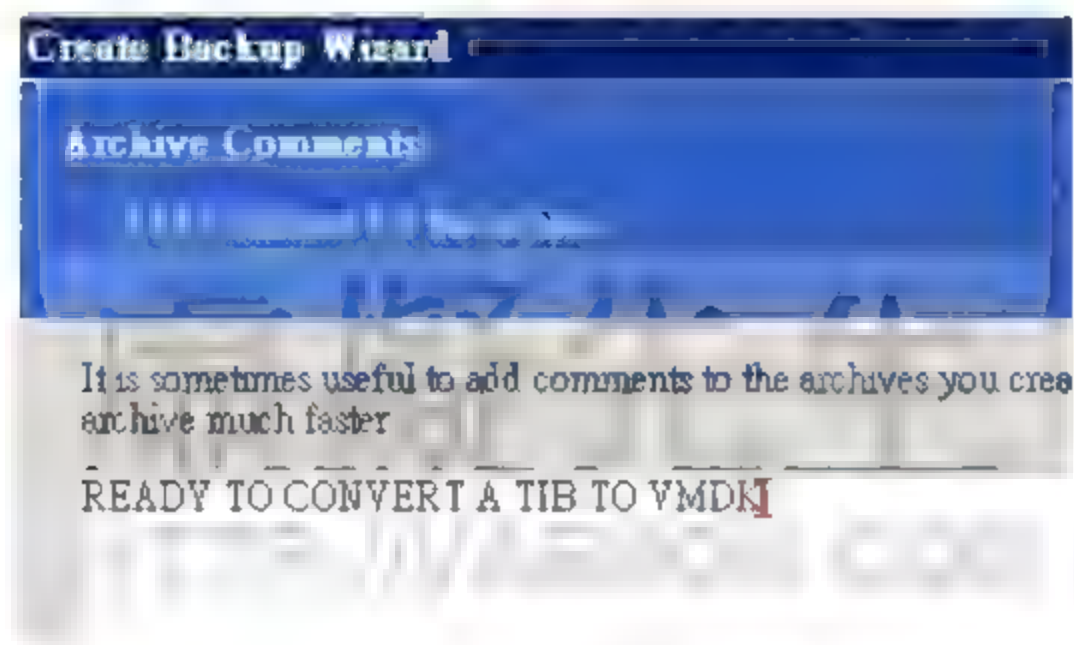 Create Backup Wizard
Archive Comments
It is sometimes useful to add comments to the archives you crea
archive much faster
READY TO CONVERT A TIB TO VMDK